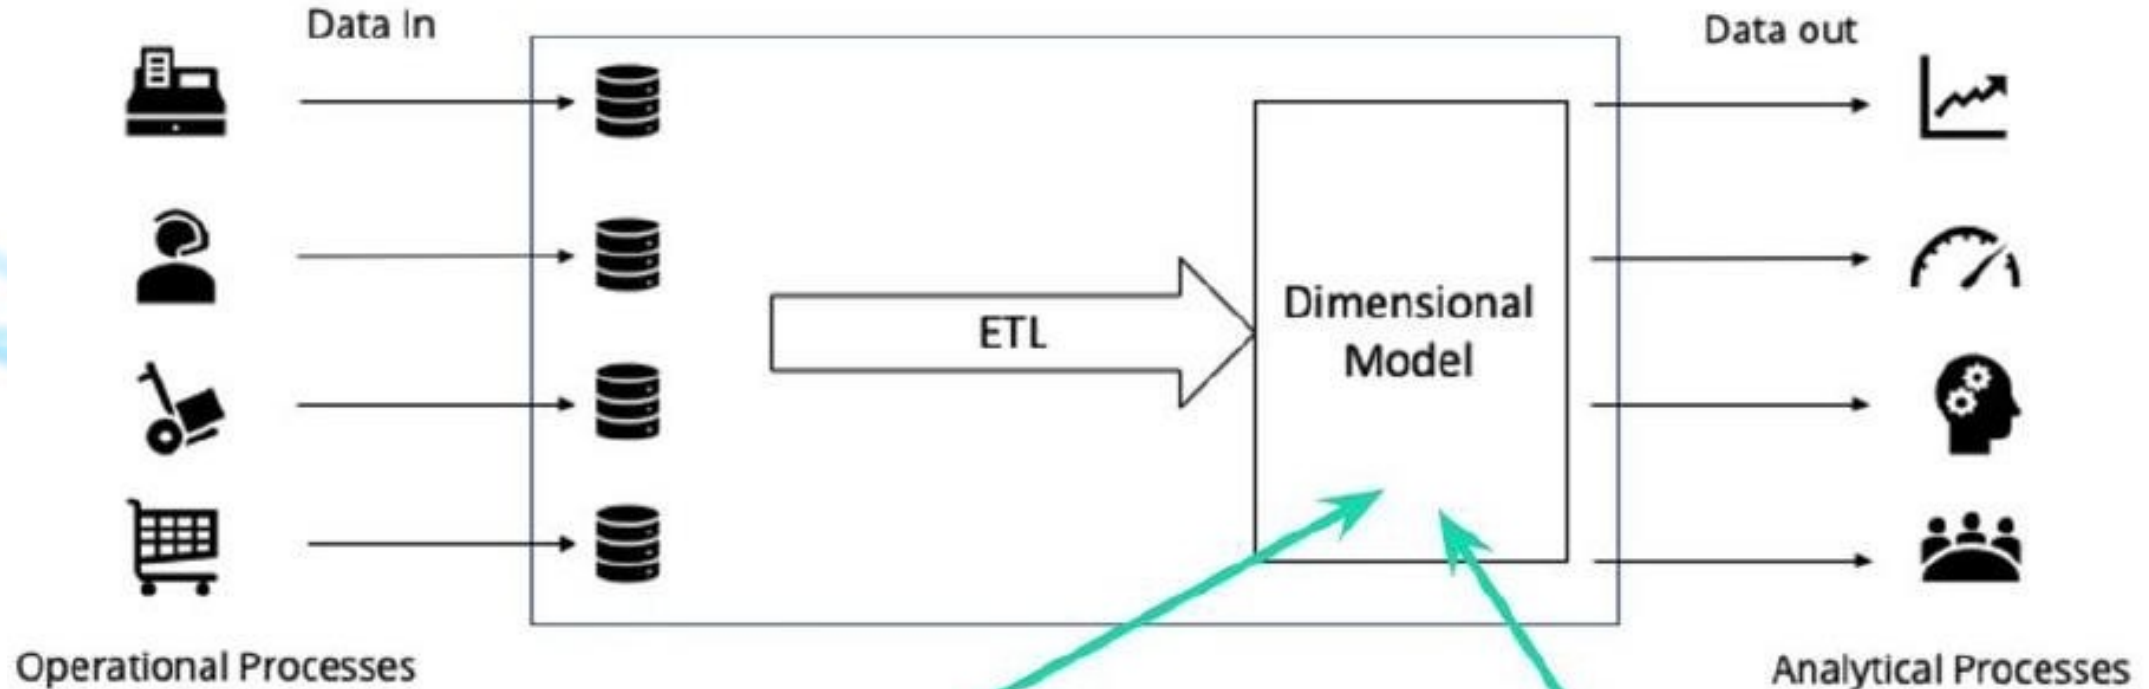 Data In
Data out
ETL
Dimensional
Model
Operational Processes
Analytical Processes